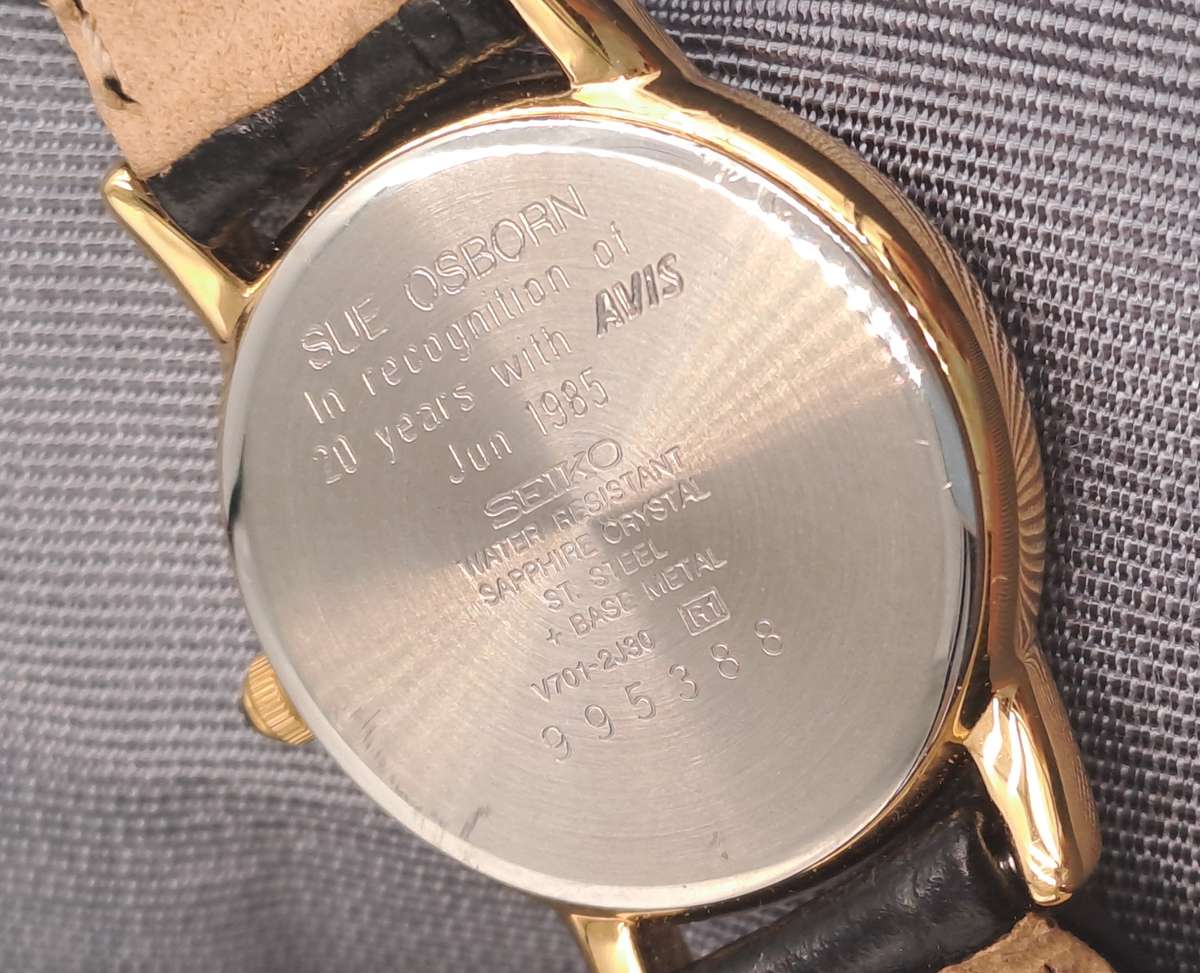 SUE OSBORN
In recognition of
20 years with AVIS
Jun 1985
SEIKO
WATER RESISTANT
SAPPHIRE CRYSTAL
ST. STEEL
+ BASE METAL
V701-2J30 R1
995388